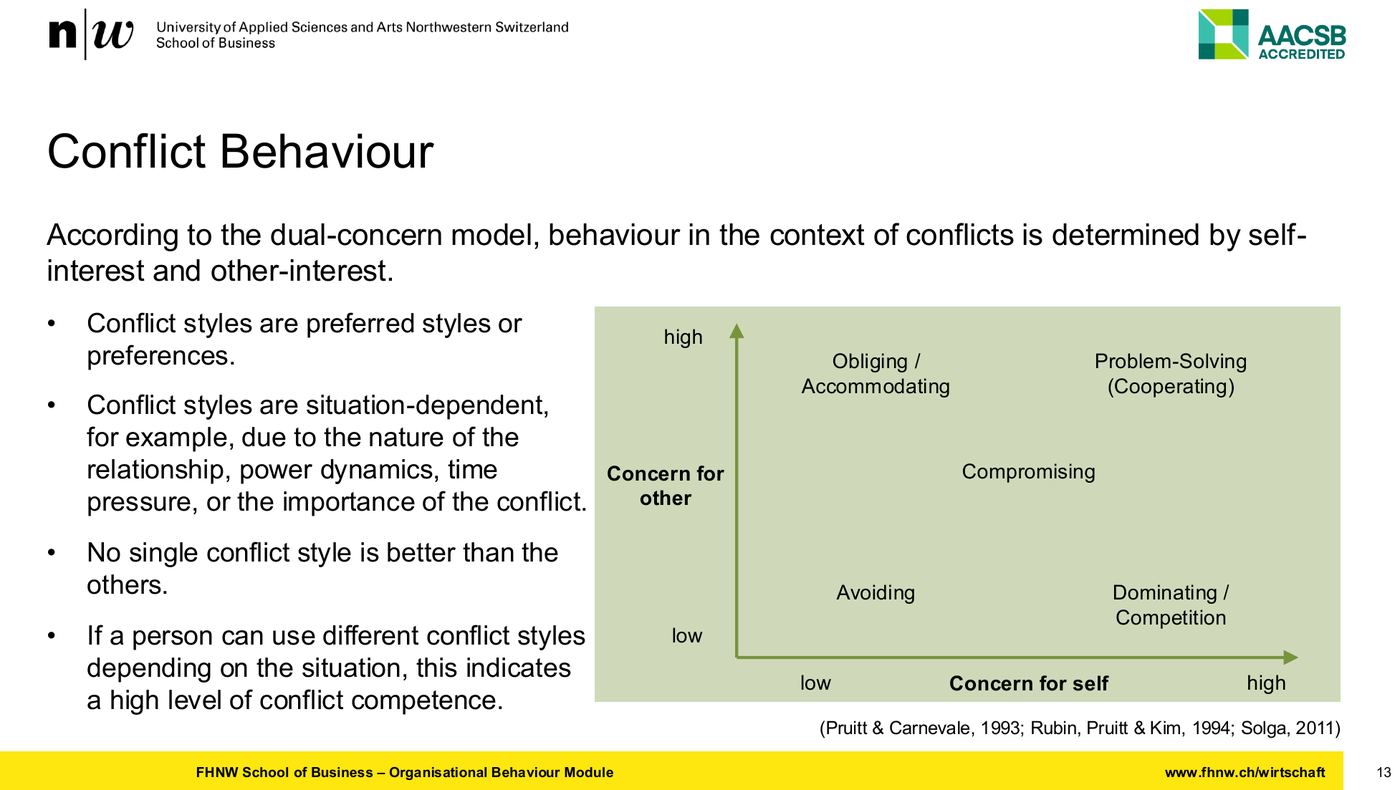 n|w University of Applied Sciences and Arts Northwestern Switzerland
School of Business
AACSB
ACCREDITED
Conflict Behaviour
According to the dual-concern model, behaviour in the context of conflicts is determined by self-
interest and other-interest.
• Conflict styles are preferred styles or
preferences.
• Conflict styles are situation-dependent,
for example, due to the nature of the
relationship, power dynamics, time
pressure, or the importance of the conflict.
• No single conflict style is better than the
others.
• If a person can use different conflict styles
depending on the situation, this indicates
a high level of conflict competence.
high
Obliging /
Accommodating
Problem-Solving
(Cooperating)
Concern for
other
Compromising
Avoiding
Dominating /
Competition
low
low
Concern for self
high
(Pruitt & Carnevale, 1993; Rubin, Pruitt & Kim, 1994; Solga, 2011)
FHNW School of Business – Organisational Behaviour Module
www.fhnw.ch/wirtschaft
13